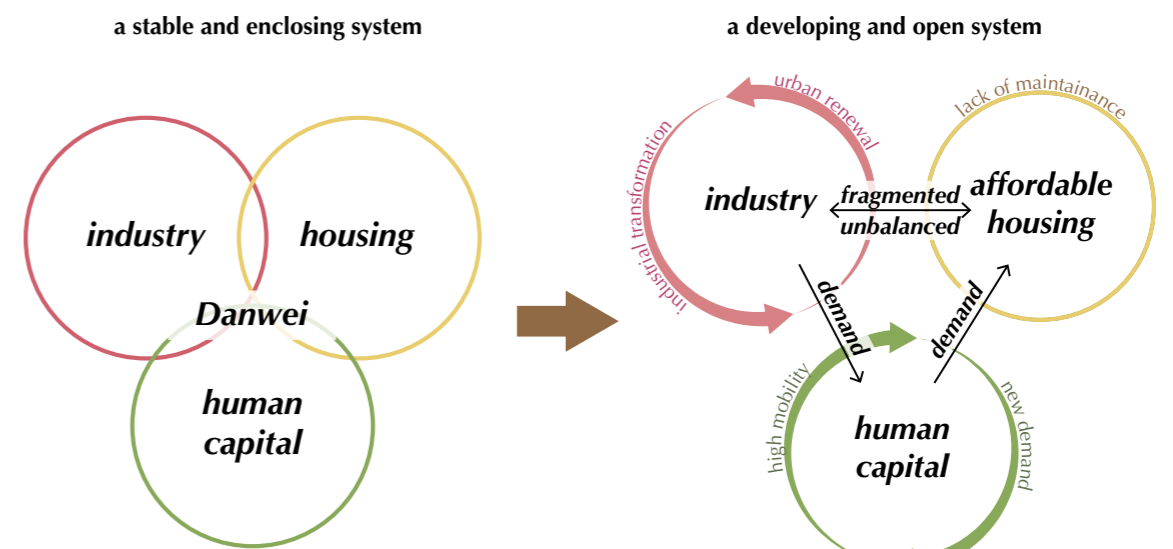 a stable and enclosing system
industry
housing
Danwei
human
capital
a developing and open system
urban renewal
industrial transformation
lack of maintainance
industry
fragmented
unbalanced
affordable
housing
demand
demand
high mobility
new demand
human
capital